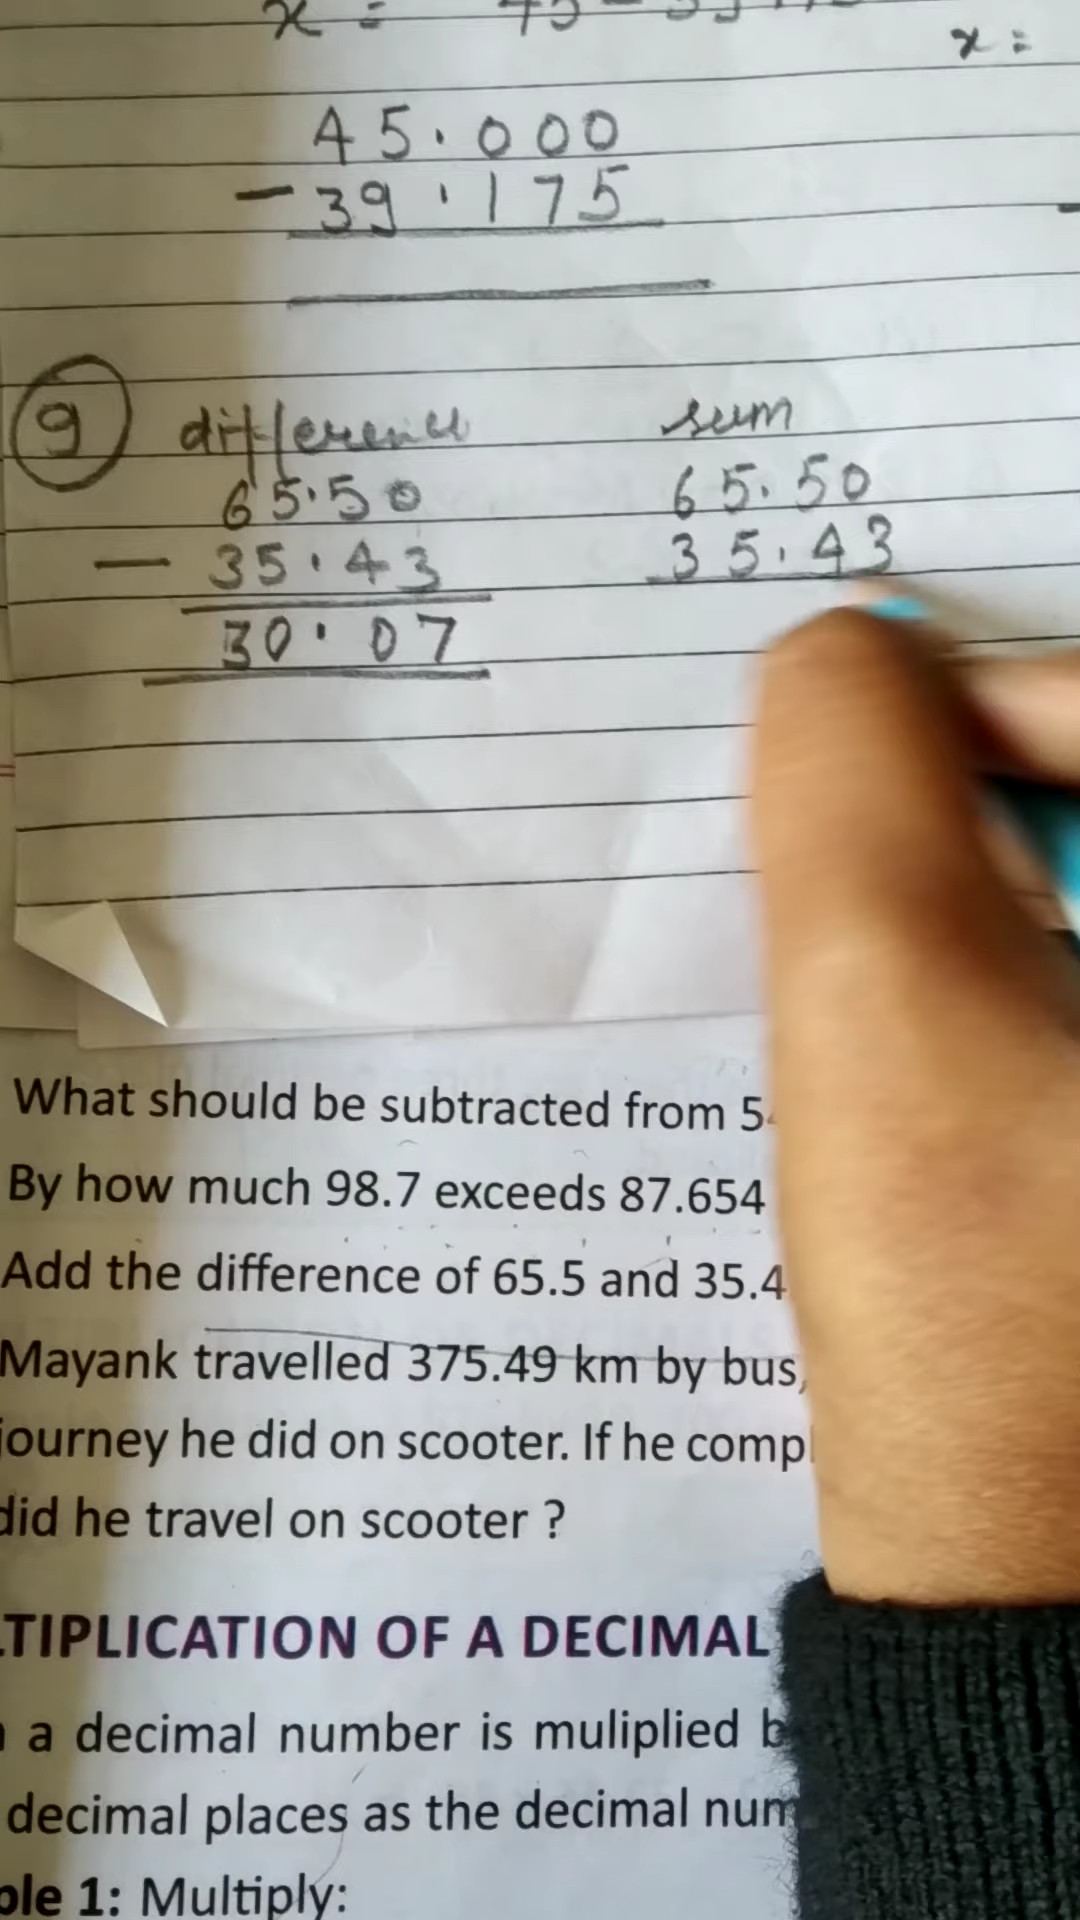 x =
x =
45.000
- 39.175
9 difference sum
65.50 65.50
- 35.43 35.43
30.07
What should be subtracted from 5
By how much 98.7 exceeds 87.654
Add the difference of 65.5 and 35.4
Mayank travelled 375.49 km by bus,
journey he did on scooter. If he comp
did he travel on scooter ?
TIPLICATION OF A DECIMAL
a decimal number is muliplied b
decimal places as the decimal num
ple 1: Multiply: